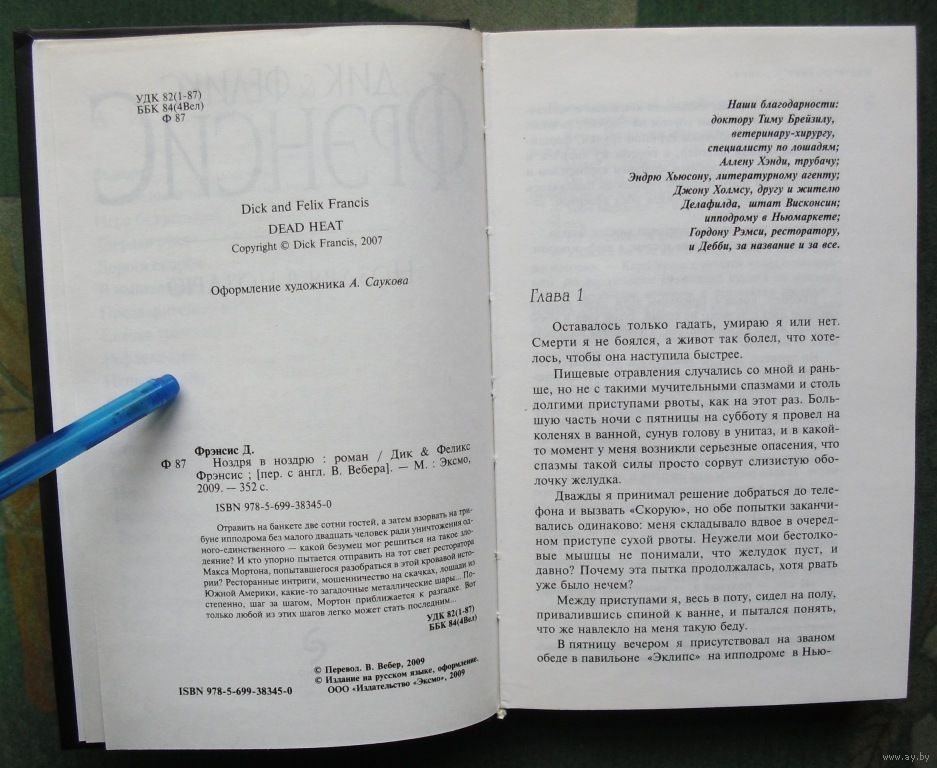 УДК 82(1-87)
ББК 84(4Вел)
Ф 87
Dick and Felix Francis
DEAD HEAT
Copyright © Dick Francis, 2007
Оформление художника А. Саукова
Фрэнсис Д.
Ф 87
Ноздря в ноздрю : роман / Дик & Феликс
Фрэнсис ; [пер. с англ. В. Вебера]. — М. : Эксмо,
2009. — 352 с.
ISBN 978-5-699-38345-0
Отравить на банкете две сотни гостей, а затем взорвать на три-
буне ипподрома без малого двадцать человек ради уничтожения од-
ного-единственного — какой безумец мог решиться на такое зло-
деяние? И кто упорно пытается отправить на тот свет ресторатора
Макса Мортона, попытавшегося разобраться в этой кровавой исто-
рии? Ресторанные интриги, мошенничество на скачках, лошади из
Южной Америки, какие-то загадочные металлические шары... По-
степенно, шаг за шагом, Мортон приближается к разгадке. Вот
только любой из этих шагов легко может стать последним...
УДК 82(1-87)
ББК 84(4Вел)
© Перевод. В. Вебер, 2009
© Издание на русском языке, оформление.
ООО «Издательство «Эксмо», 2009
ISBN 978-5-699-38345-0
Наши благодарности:
доктору Тиму Брейзилу,
ветеринару-хирургу,
специалисту по лошадям;
Аллену Хэнди, трубачу;
Эндрю Хьюсону, литературному агенту;
Джону Холмсу, другу и жителю
Делафилда, штат Висконсин;
ипподрому в Ньюмаркете;
Гордону Рэмси, ресторатору,
и Дебби, за название и за все.
Глава 1
Оставалось только гадать, умираю я или нет.
Смерти я не боялся, а живот так болел, что хоте-
лось, чтобы она наступила быстрее.
Пищевые отравления случались со мной и рань-
ше, но не с такими мучительными спазмами и столь
долгими приступами рвоты, как на этот раз. Боль-
шую часть ночи с пятницы на субботу я провел на
коленях в ванной, сунув голову в унитаз, и в какой-
то момент у меня возникли серьезные опасения, что
спазмы такой силы просто сорвут слизистую обо-
лочку желудка.
Дважды я принимал решение добраться до теле-
фона и вызвать «Скорую», но обе попытки заканчи-
вались одинаково: меня складывало вдвое в очеред-
ном приступе сухой рвоты. Неужели мои бестолко-
вые мышцы не понимали, что желудок пуст, и
давно? Почему эта пытка продолжалась, хотя рвать
уже было нечем?
Между приступами я, весь в поту, сидел на полу,
привалившись спиной к ванне, и пытался понять,
что же навлекло на меня такую беду.
В пятницу вечером я присутствовал на званом
обеде в павильоне «Эклипс» на ипподроме в Нью-
www.ay.by